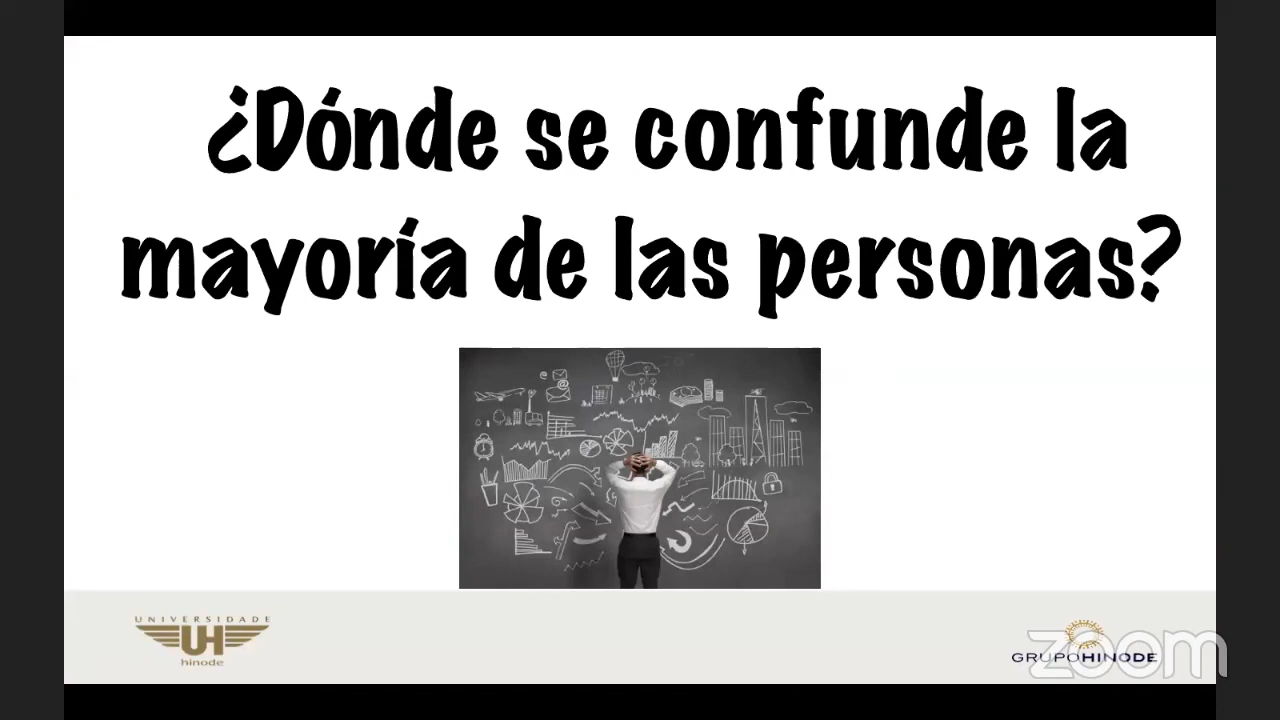 ¿Dónde se confunde la
mayoría de las personas?
UNIVERSIDADE
UH
hinode
GRUPOHINODE
zoom